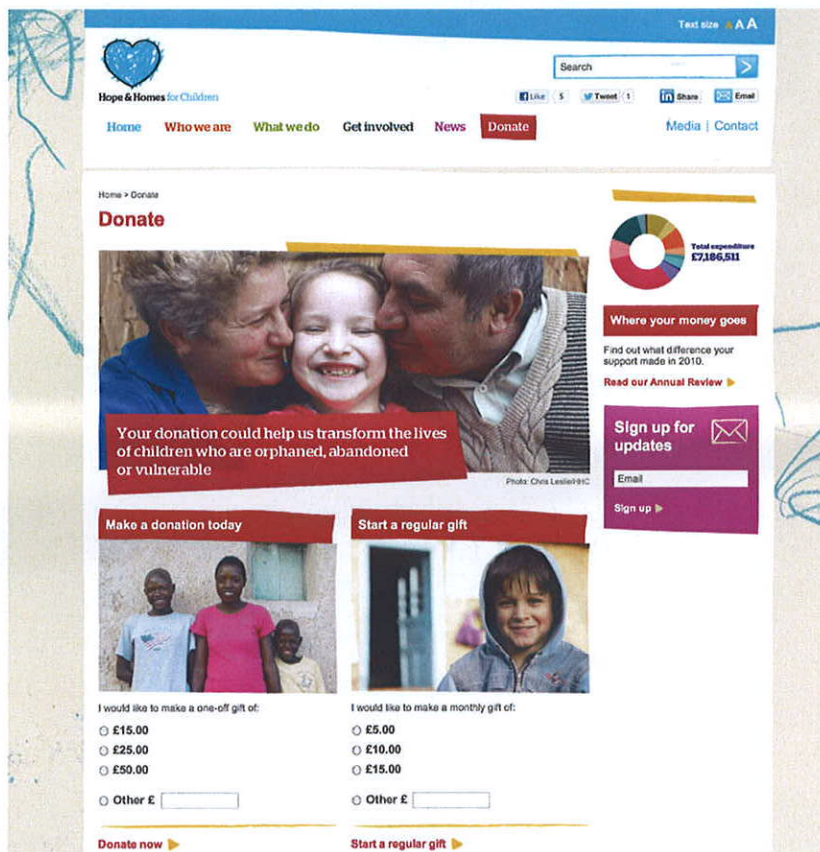 Text size A A A
Hope & Homes for Children
Search
Like 5 Tweet 1 in Share Email
Home Who we are What we do Get involved News Donate Media | Contact
Home > Donate
Donate
Total expenditure
£7,186,511
Your donation could help us transform the lives
of children who are orphaned, abandoned
or vulnerable
Photo: Chris Leslie/HHC
Where your money goes
Find out what difference your
support made in 2010.
Read our Annual Review
Sign up for
updates
Email
Sign up
Make a donation today
I would like to make a one-off gift of:
£15.00
£25.00
£50.00
Other £
Donate now
Start a regular gift
I would like to make a monthly gift of:
£5.00
£10.00
£15.00
Other £
Start a regular gift